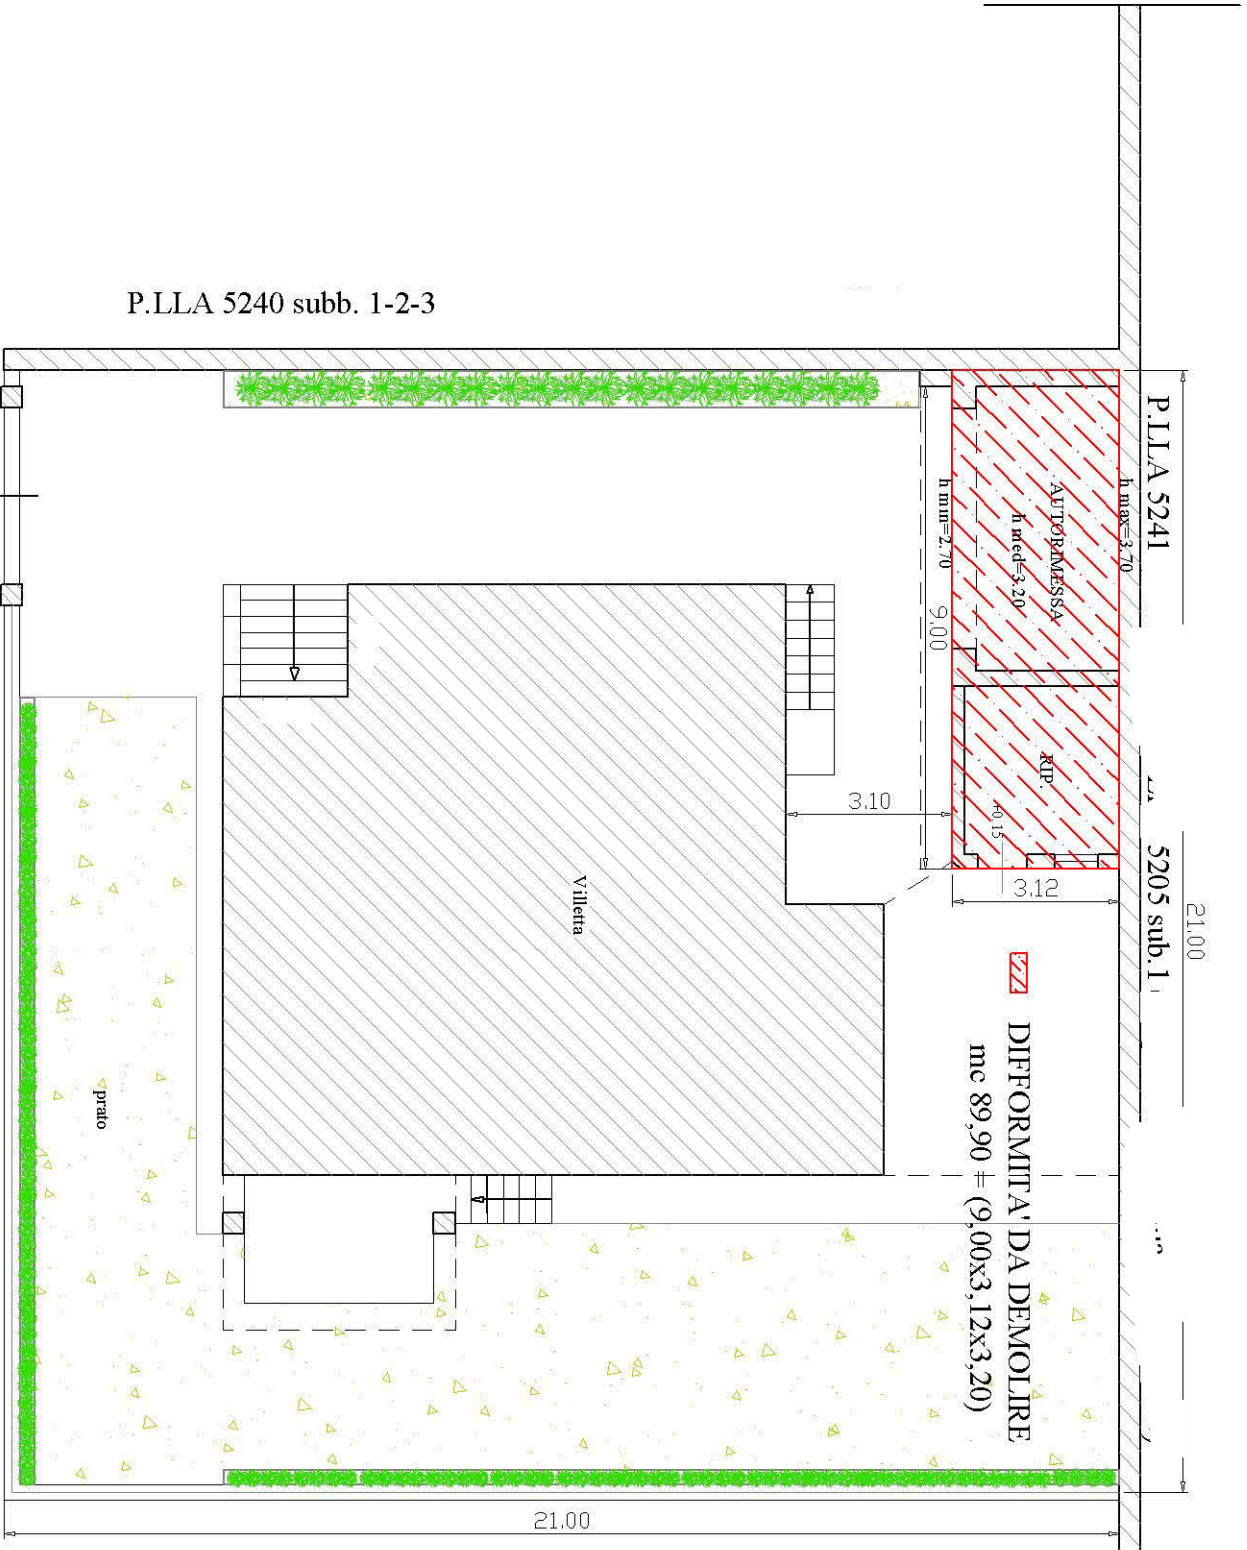 P.LLA 5240 subb. 1-2-3
P.LLA 5241
h max=3.70
AUTORIMESSA
h med=3.20
h min=2.70
9.00
RIP.
+0.15
3.10
3.12
5205 sub.1
21.00
Villetta
DIFFORMITA' DA DEMOLIRE
mc 89,90 = (9,00x3,12x3,20)
prato
21.00